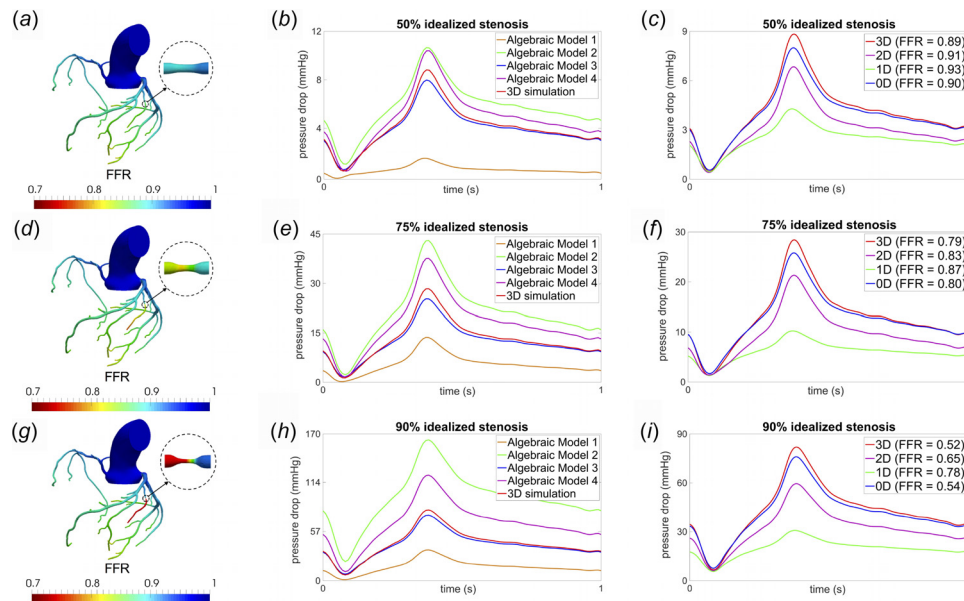 (a)
FFR
0.7 0.8 0.9 1
(b)
50% idealized stenosis
pressure drop (mmHg)
12
8
4
0
0 1
time (s)
Algebraic Model 1
Algebraic Model 2
Algebraic Model 3
Algebraic Model 4
3D simulation
(c)
50% idealized stenosis
pressure drop (mmHg)
9
6
3
0
0
time (s)
3D (FFR = 0.89)
2D (FFR = 0.91)
1D (FFR = 0.93)
0D (FFR = 0.90)
(d)
FFR
0.7 0.8 0.9 1
(e)
75% idealized stenosis
pressure drop (mmHg)
45
30
15
0
0 1
time (s)
Algebraic Model 1
Algebraic Model 2
Algebraic Model 3
Algebraic Model 4
3D simulation
(f)
75% idealized stenosis
pressure drop (mmHg)
30
20
10
0
0
time (s)
3D (FFR = 0.79)
2D (FFR = 0.83)
1D (FFR = 0.87)
0D (FFR = 0.80)
(g)
FFR
0.7 0.8 0.9 1
(h)
90% idealized stenosis
pressure drop (mmHg)
170
114
57
0
0 1
time (s)
Algebraic Model 1
Algebraic Model 2
Algebraic Model 3
Algebraic Model 4
3D simulation
(i)
90% idealized stenosis
pressure drop (mmHg)
90
60
30
0
0
time (s)
3D (FFR = 0.52)
2D (FFR = 0.65)
1D (FFR = 0.78)
0D (FFR = 0.54)